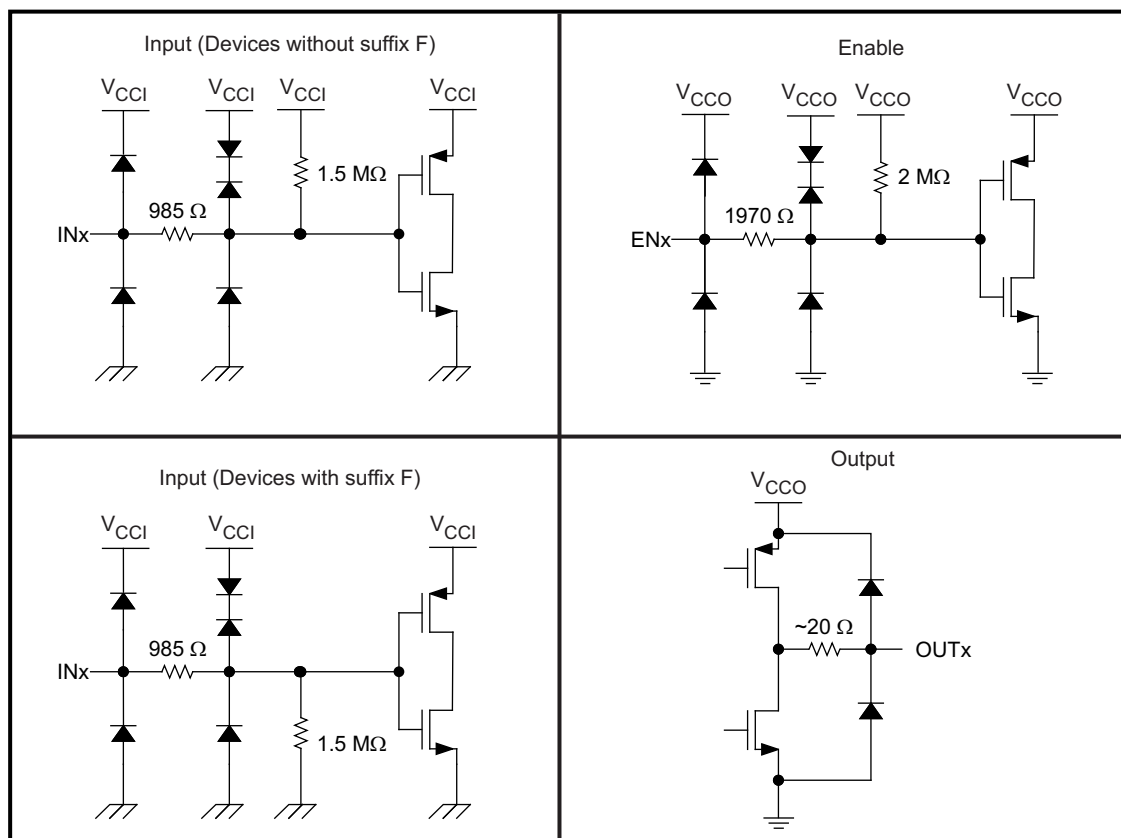 Input (Devices without suffix F)
VCCI VCCI VCCI VCCI
1.5 MΩ
985 Ω
INx
Enable
VCCO VCCO VCCO VCCO
2 MΩ
1970 Ω
ENx
Input (Devices with suffix F)
VCCI VCCI VCCI
985 Ω
INx
1.5 MΩ
Output
VCCO
~20 Ω
OUTx